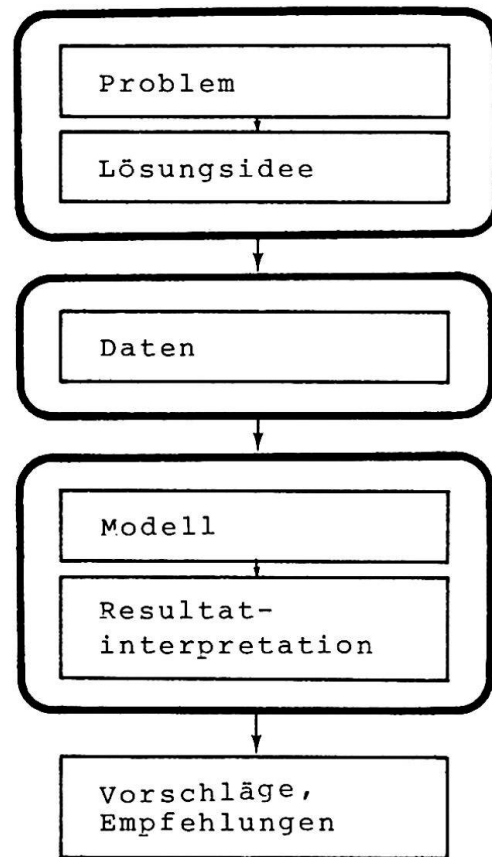 Problem
Lösungsidee
Daten
Modell
Resultat-
interpretation
Vorschläge,
Empfehlungen